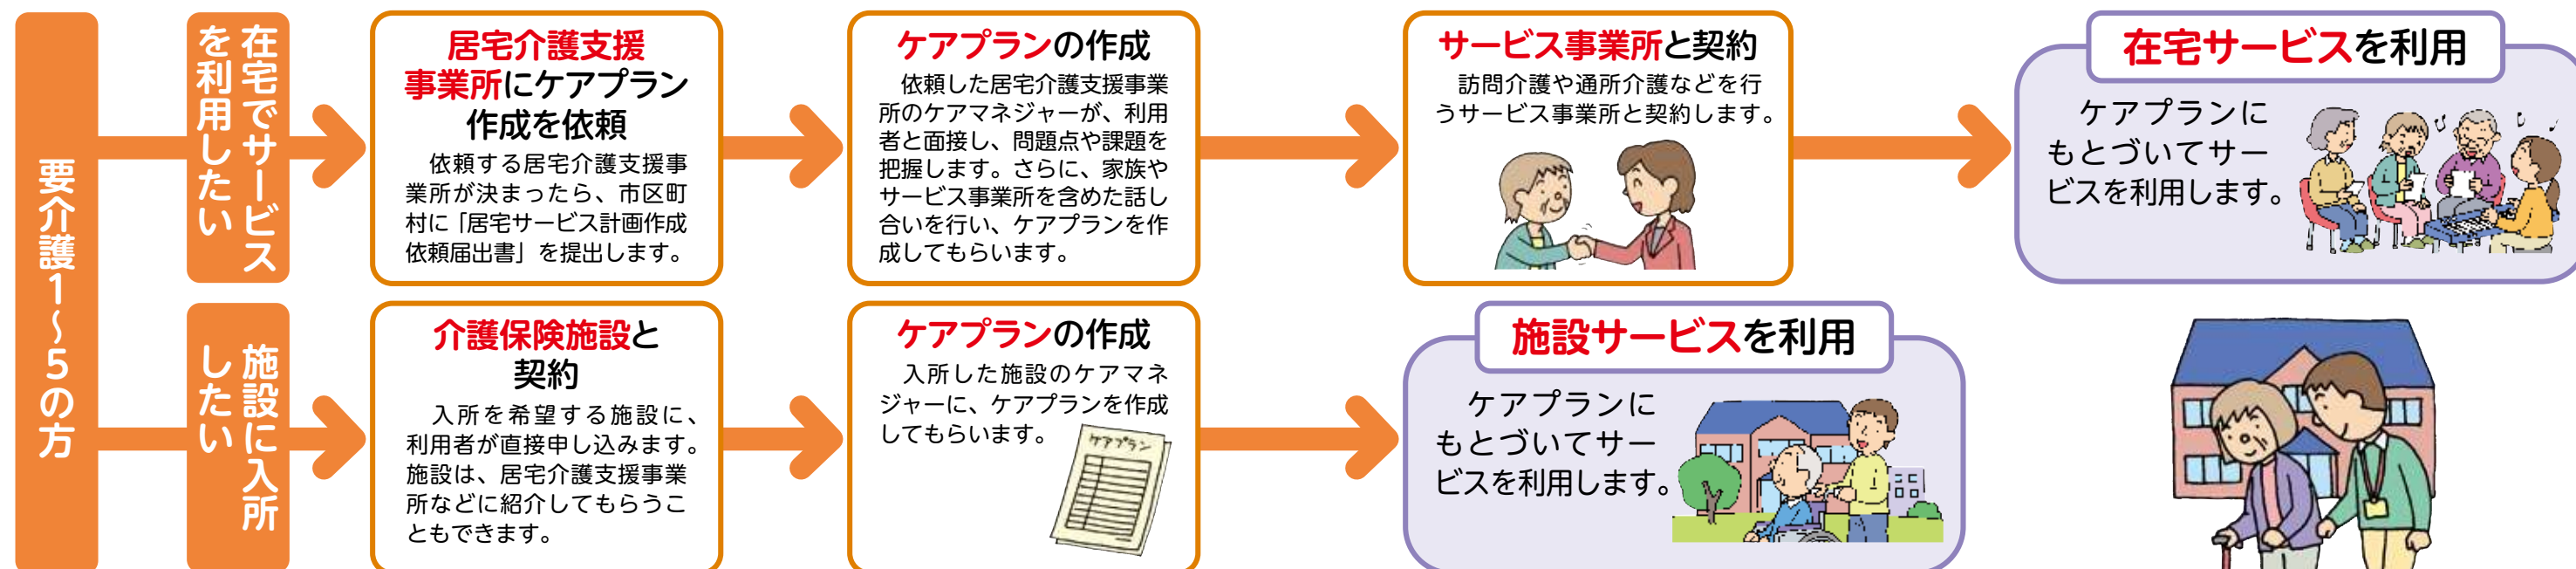 要介護1～5の方
在宅でサービス
を利用したい
居宅介護支援
事業所にケアプラン
作成を依頼
依頼する居宅介護支援事
業所が決まったら、市区町
村に「居宅サービス計画作成
依頼届出書」を提出します。
ケアプランの作成
依頼した居宅介護支援事業
所のケアマネジャーが、利用
者と面接し、問題点や課題を
把握します。さらに、家族や
サービス事業所を含めた話し
合いを行い、ケアプランを作
成してもらいます。
サービス事業所と契約
訪問介護や通所介護などを行
うサービス事業所と契約します。
在宅サービスを利用
ケアプランに
もとづいてサー
ビスを利用します。
施設に入所
したい
介護保険施設と
契約
入所を希望する施設に、
利用者が直接申し込みます。
施設は、居宅介護支援事業
所などに紹介してもらうこ
ともできます。
ケアプランの作成
入所した施設のケアマネ
ジャーに、ケアプランを作成
してもらいます。
ケアプラン
施設サービスを利用
ケアプランに
もとづいてサー
ビスを利用します。